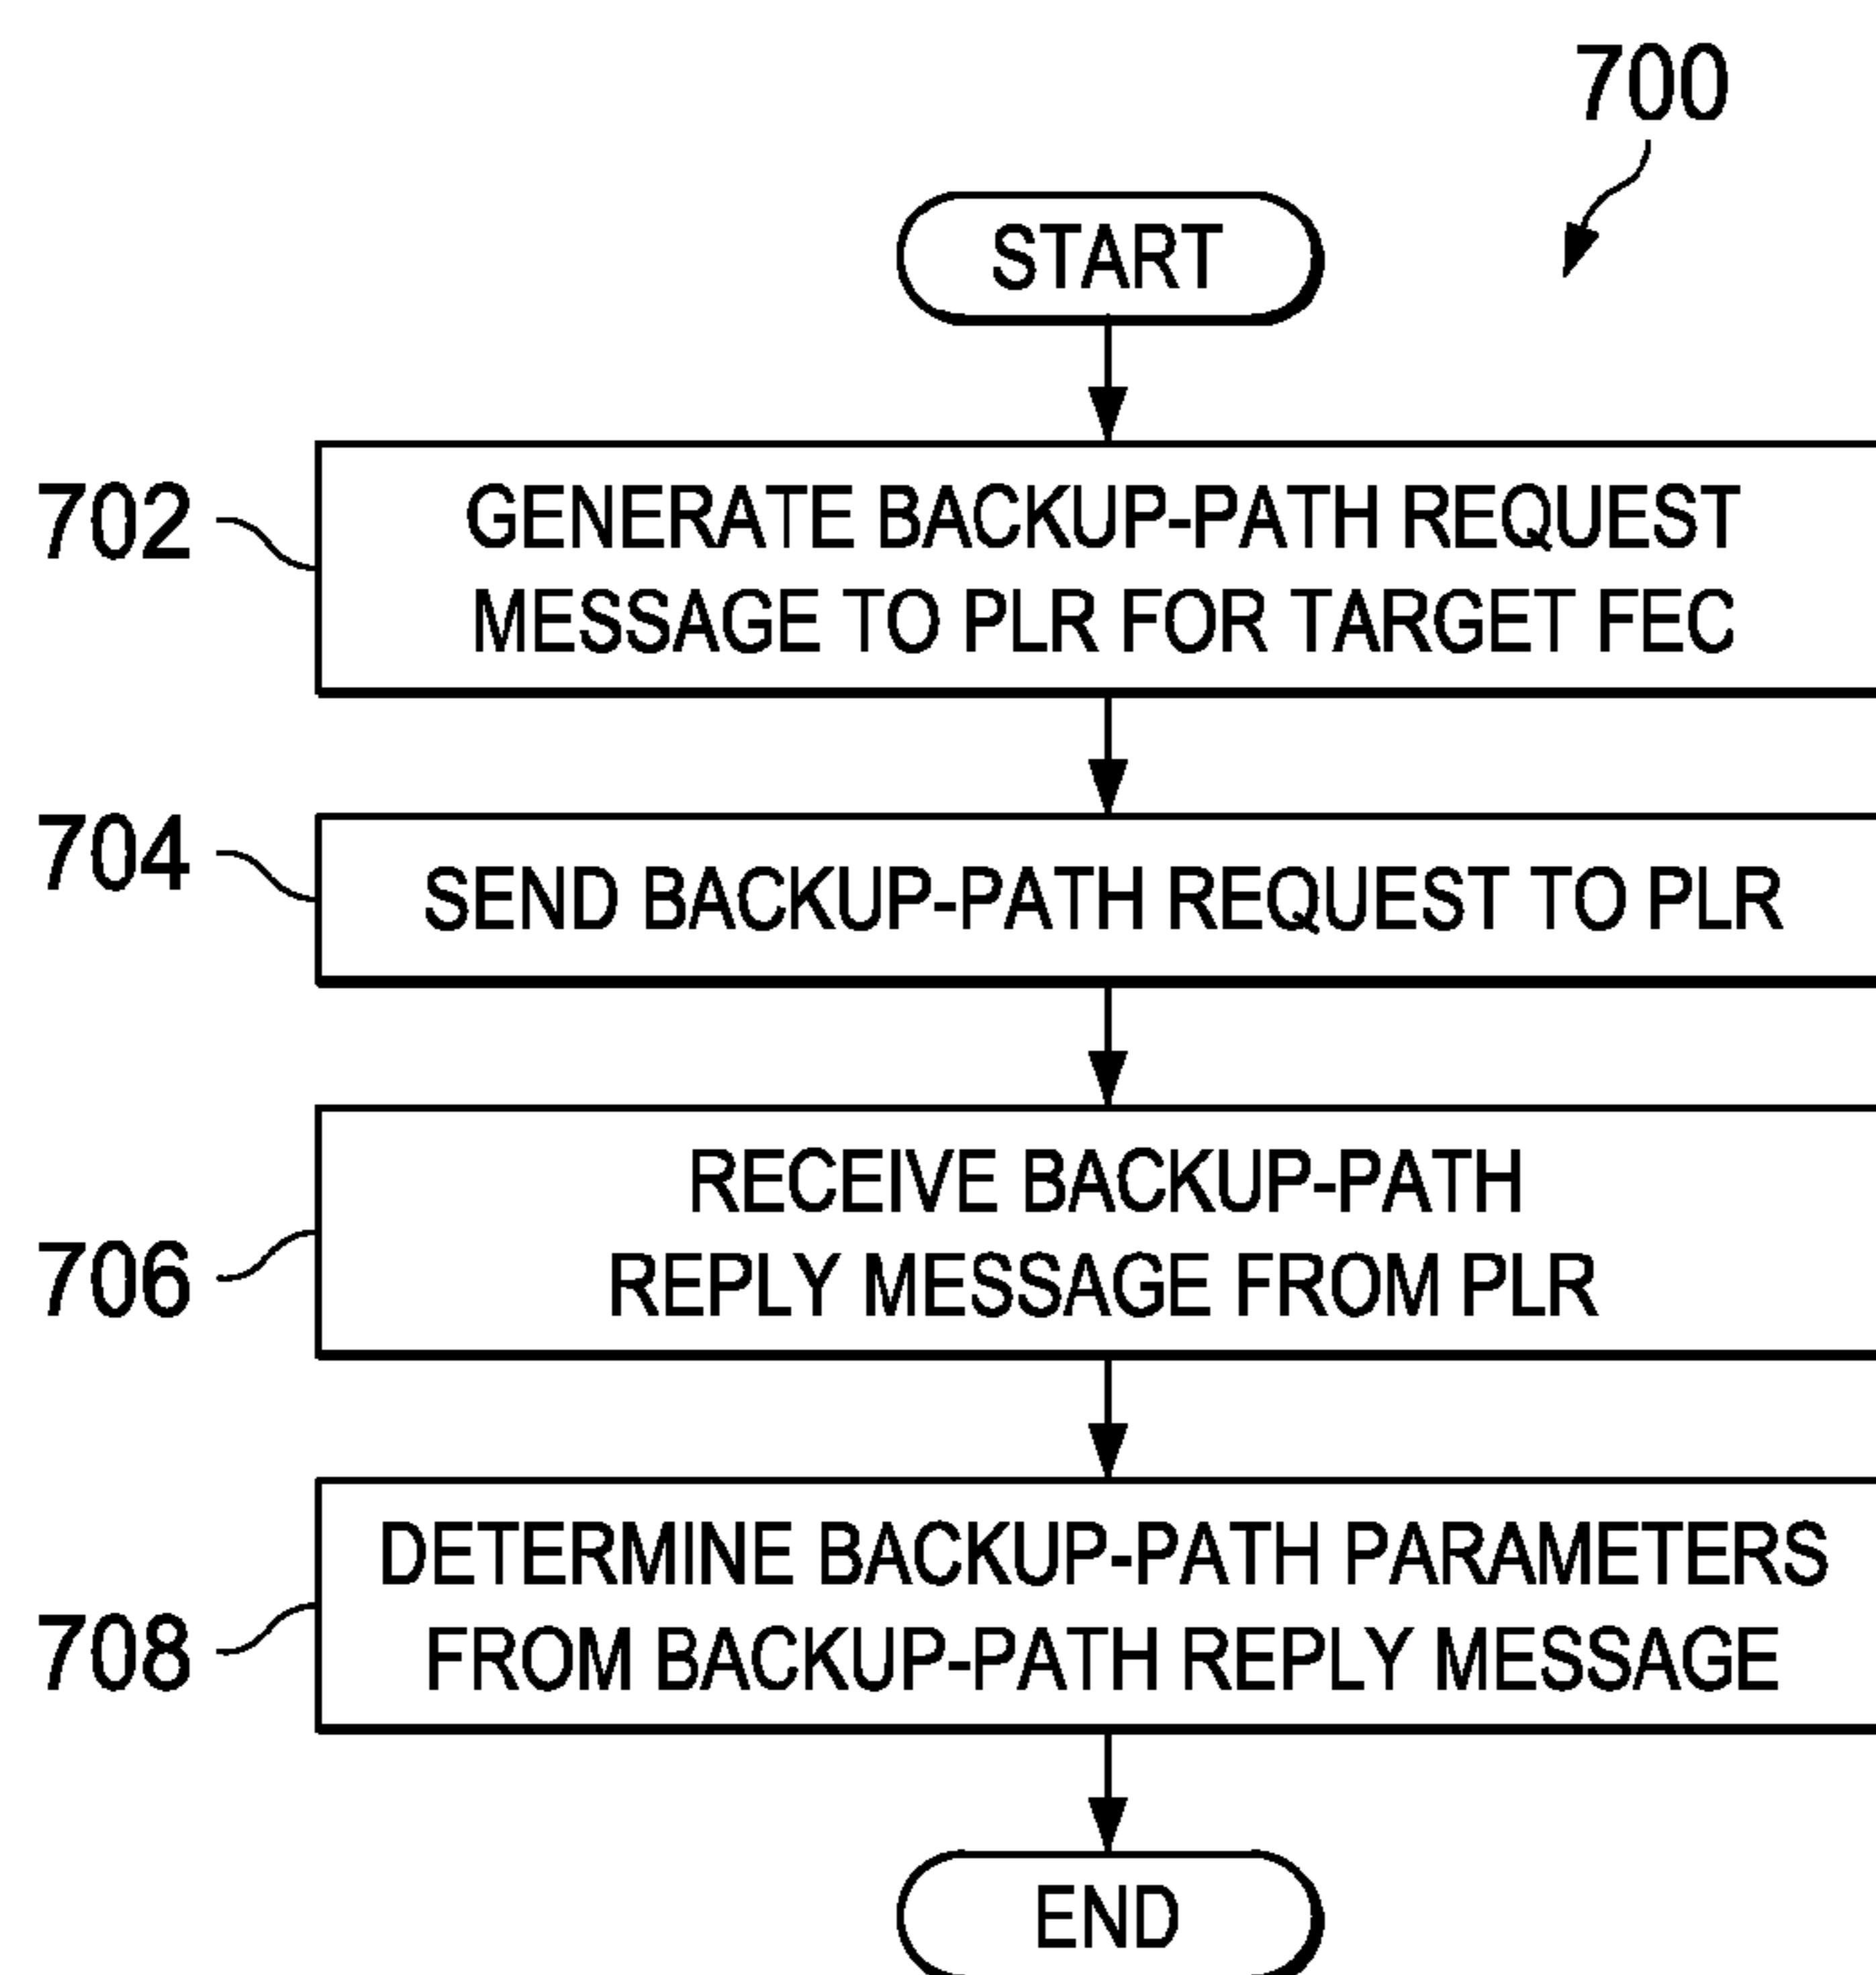 700
START
702
GENERATE BACKUP-PATH REQUEST
MESSAGE TO PLR FOR TARGET FEC
704
SEND BACKUP-PATH REQUEST TO PLR
RECEIVE BACKUP-PATH
706
REPLY MESSAGE FROM PLR
DETERMINE BACKUP-PATH PARAMETERS
708
FROM BACKUP-PATH REPLY MESSAGE
END